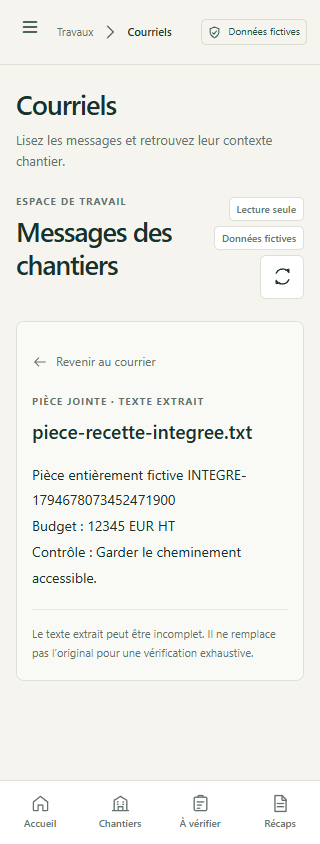 Travaux > Courriels
Données fictives
Courriels
Lisez les messages et retrouvez leur contexte
chantier.
ESPACE DE TRAVAIL
Messages des
chantiers
Lecture seule
Données fictives
← Revenir au courrier
PIÈCE JOINTE · TEXTE EXTRAIT
piece-recette-integree.txt
Pièce entièrement fictive INTEGRE-
1794678073452471900
Budget : 12345 EUR HT
Contrôle : Garder le cheminement
accessible.
Le texte extrait peut être incomplet. Il ne remplace
pas l'original pour une vérification exhaustive.
Accueil
Chantiers
À vérifier
Récaps